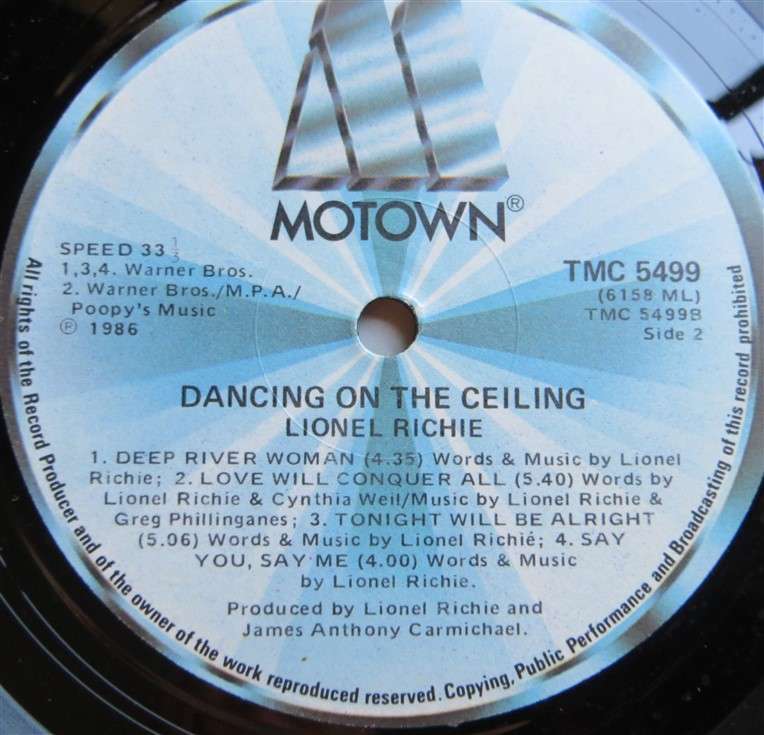 MOTOWN®
SPEED 33 1/3
1,3,4. Warner Bros.
2. Warner Bros./M.P.A./
Poopy's Music
℗ 1986
TMC 5499
(6158 ML)
TMC 5499B
Side 2
DANCING ON THE CEILING
LIONEL RICHIE
1. DEEP RIVER WOMAN (4.35) Words & Music by Lionel
Richie; 2. LOVE WILL CONQUER ALL (5.40) Words by
Lionel Richie & Cynthia Weil/Music by Lionel Richie &
Greg Phillinganes; 3. TONIGHT WILL BE ALRIGHT
(5.06) Words & Music by Lionel Richié; 4. SAY
YOU, SAY ME (4.00) Words & Music
by Lionel Richie.
Produced by Lionel Richie and
James Anthony Carmichael.
All rights of the Record Producer and of the owner of the work reproduced reserved. Copying, Public Performance and Broadcasting of this record prohibited